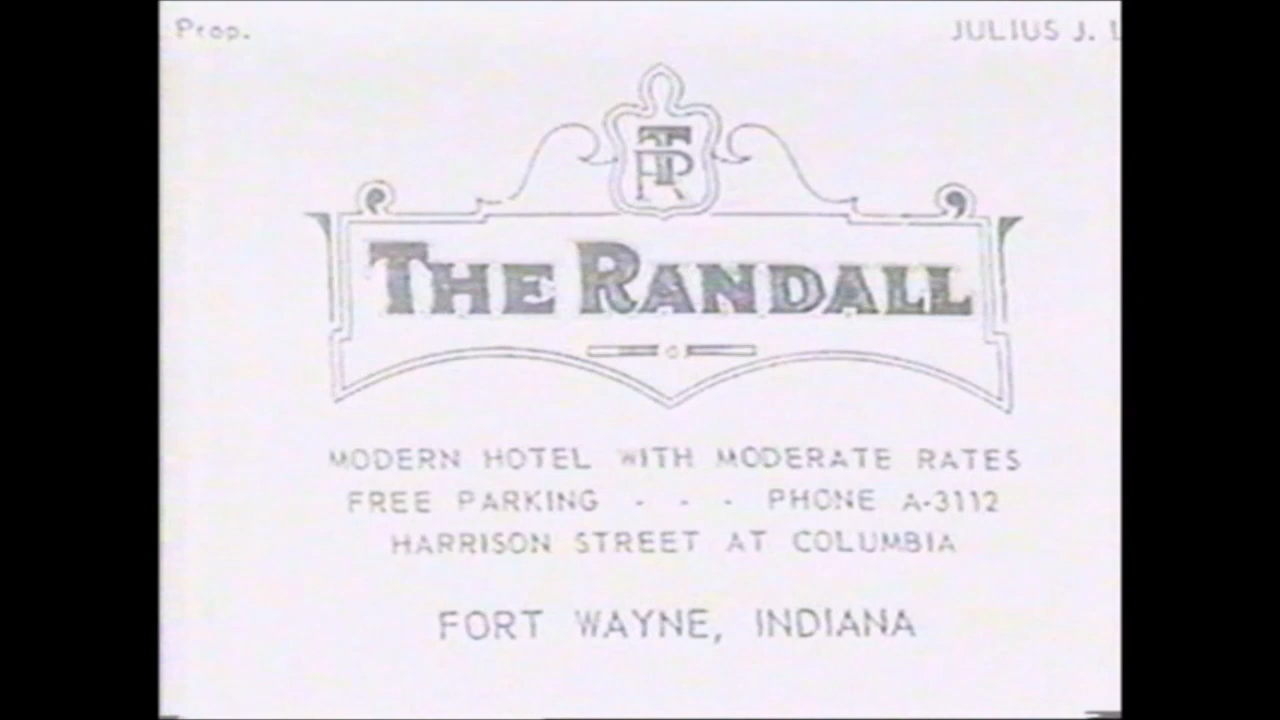 Prop. JULIUS J.
TR
THE RANDALL
MODERN HOTEL WITH MODERATE RATES
FREE PARKING - - - PHONE A-3112
HARRISON STREET AT COLUMBIA
FORT WAYNE, INDIANA